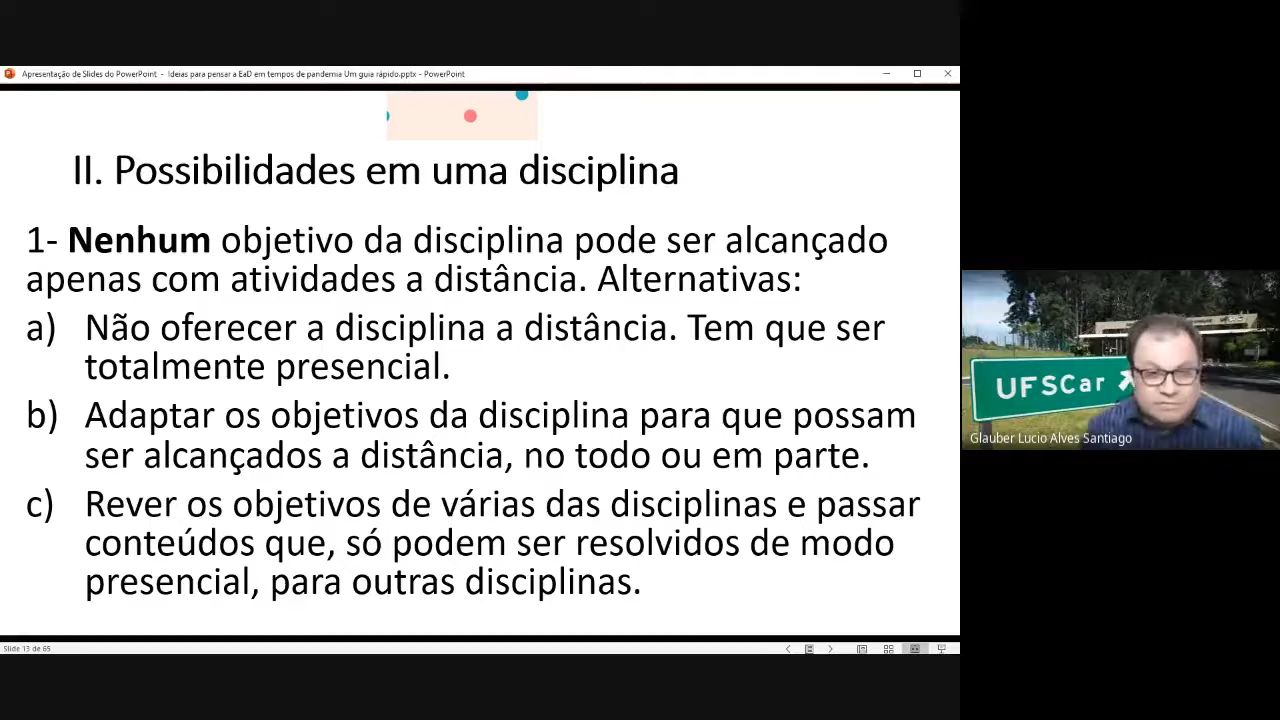 Apresentação de Slides do PowerPoint - Ideias para pensar a EaD em tempos de pandemia Um guia rápido.pptx - PowerPoint
II. Possibilidades em uma disciplina
1- Nenhum objetivo da disciplina pode ser alcançado
apenas com atividades a distância. Alternativas:
a) Não oferecer a disciplina a distância. Tem que ser
totalmente presencial.
b) Adaptar os objetivos da disciplina para que possam
ser alcançados a distância, no todo ou em parte.
c) Rever os objetivos de várias das disciplinas e passar
conteúdos que, só podem ser resolvidos de modo
presencial, para outras disciplinas.
UFSCar
Glauber Lucio Alves Santiago
Slide 13 de 65